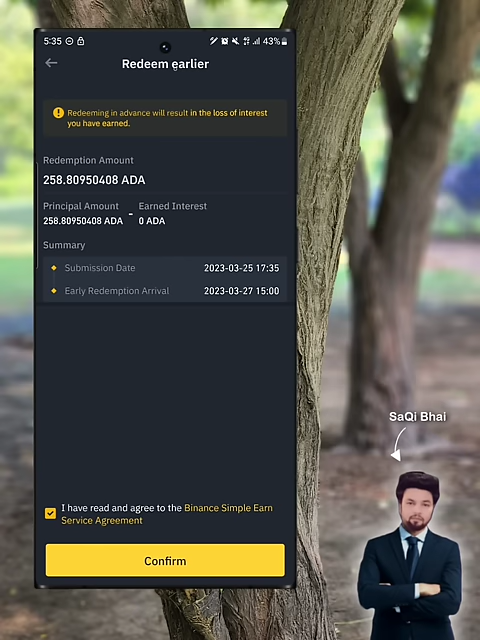 5:35
43%
Redeem earlier
Redeeming in advance will result in the loss of interest
you have earned.
Redemption Amount
258.80950408 ADA
Principal Amount - Earned Interest
258.80950408 ADA 0 ADA
Summary
Submission Date 2023-03-25 17:35
Early Redemption Arrival 2023-03-27 15:00
SaQi Bhai
I have read and agree to the Binance Simple Earn
Service Agreement
Confirm